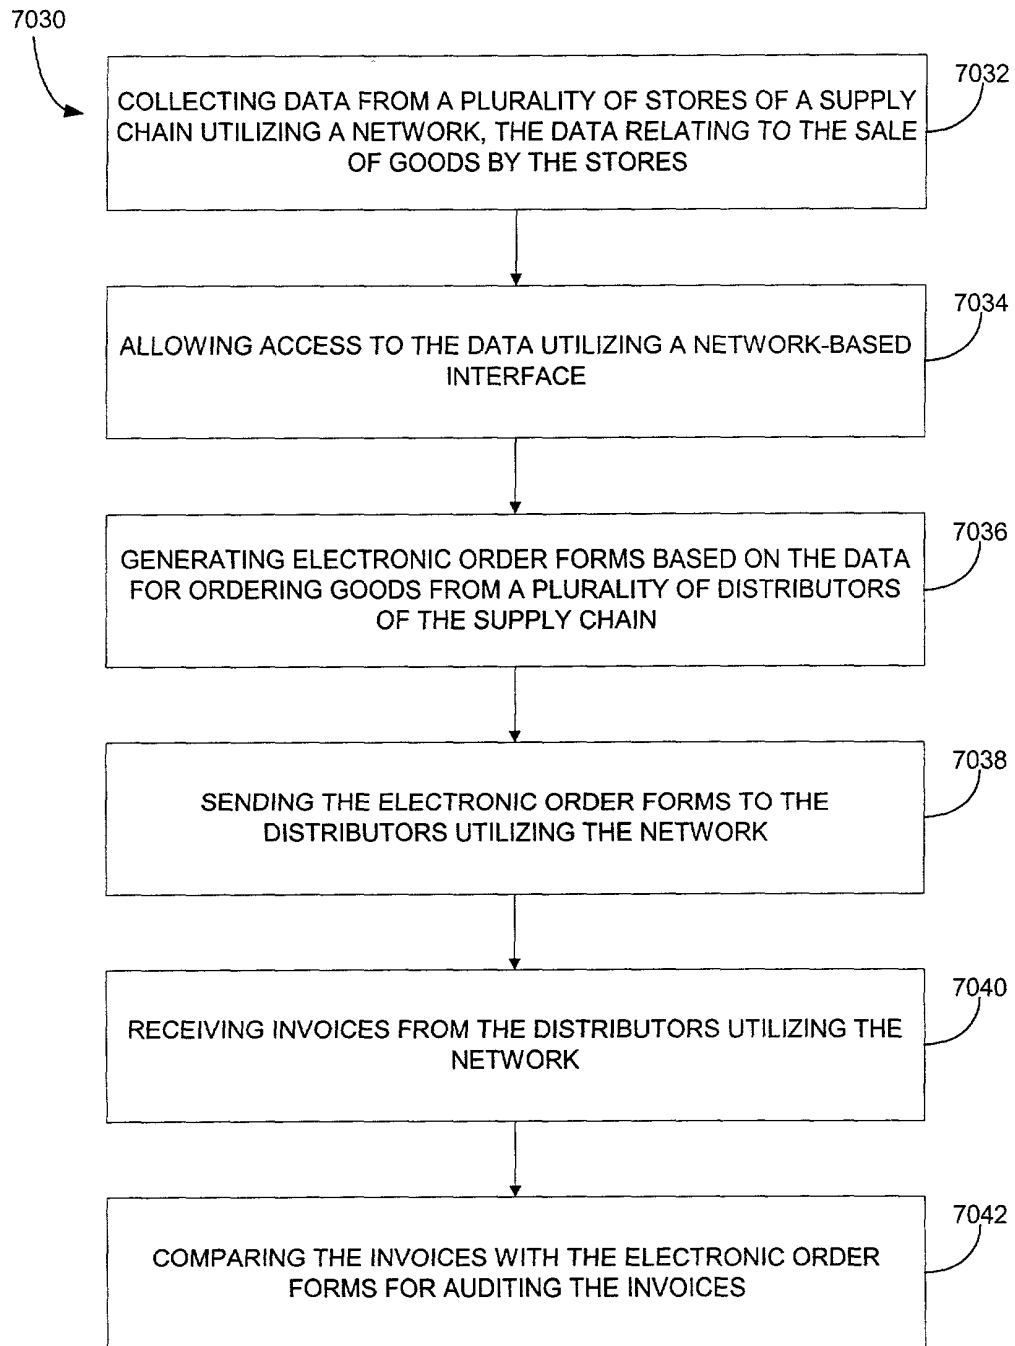 7030
7032
COLLECTING DATA FROM A PLURALITY OF STORES OF A SUPPLY
CHAIN UTILIZING A NETWORK, THE DATA RELATING TO THE SALE
OF GOODS BY THE STORES
7034
ALLOWING ACCESS TO THE DATA UTILIZING A NETWORK-BASED
INTERFACE
7036
GENERATING ELECTRONIC ORDER FORMS BASED ON THE DATA
FOR ORDERING GOODS FROM A PLURALITY OF DISTRIBUTORS
OF THE SUPPLY CHAIN
7038
SENDING THE ELECTRONIC ORDER FORMS TO THE
DISTRIBUTORS UTILIZING THE NETWORK
7040
RECEIVING INVOICES FROM THE DISTRIBUTORS UTILIZING THE
NETWORK
7042
COMPARING THE INVOICES WITH THE ELECTRONIC ORDER
FORMS FOR AUDITING THE INVOICES